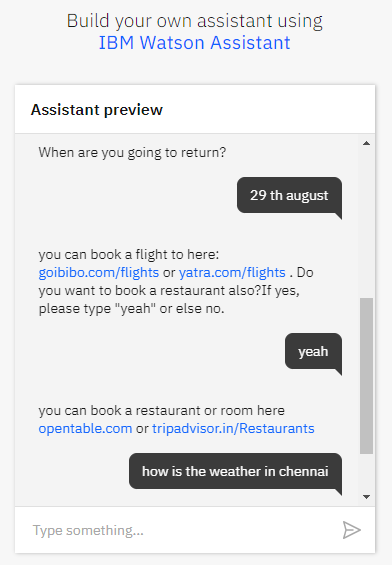 Build your own assistant using
IBM Watson Assistant
Assistant preview
When are you going to return?
29 th august
you can book a flight to here:
goibibo.com/flights or yatra.com/flights . Do
you want to book a restaurant also?If yes,
please type "yeah" or else no.
yeah
you can book a restaurant or room here
opentable.com or tripadvisor.in/Restaurants
how is the weather in chennai
Type something...